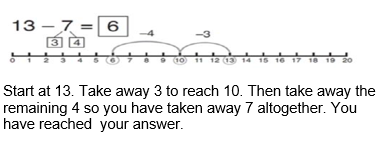 13 – 7 = 6
–4 –3
3 4
0 1 2 3 4 5 6 7 8 9 10 11 12 13 14 15 16 17 18 19 20
Start at 13. Take away 3 to reach 10. Then take away the
remaining 4 so you have taken away 7 altogether. You
have reached  your answer.